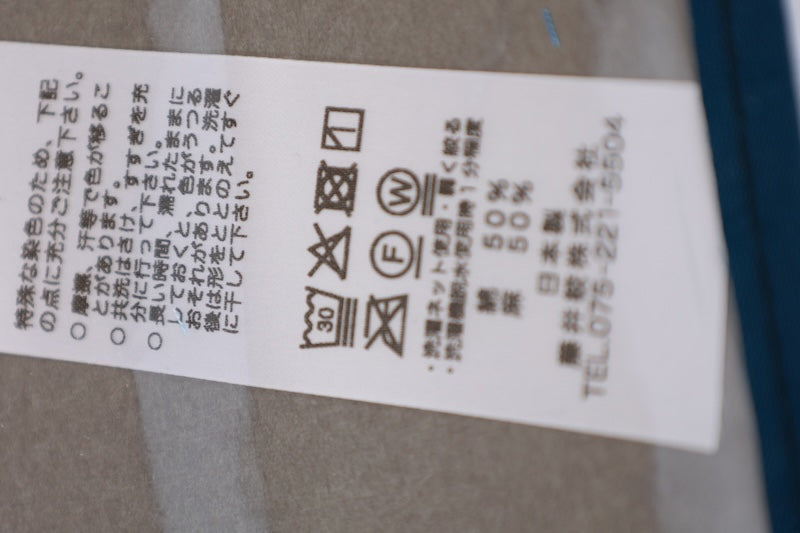 特殊な染色のため、下記
の点に充分ご注意下さい。
○摩擦、汗等で色が移るこ
とがあります。
○共洗はさけ、すすぎを充
分に行って下さい。
○長い時間、濡れたままに
しておくと、色がうつる
おそれがあります。洗濯
後は形をととのえてすぐ
に干して下さい。
30
F
W
・洗濯ネット使用・軽く絞る
・洗濯機脱水使用時1分程度
綿 50%
麻 50%
日本製
藤井絞株式会社
TEL.075-221-5504